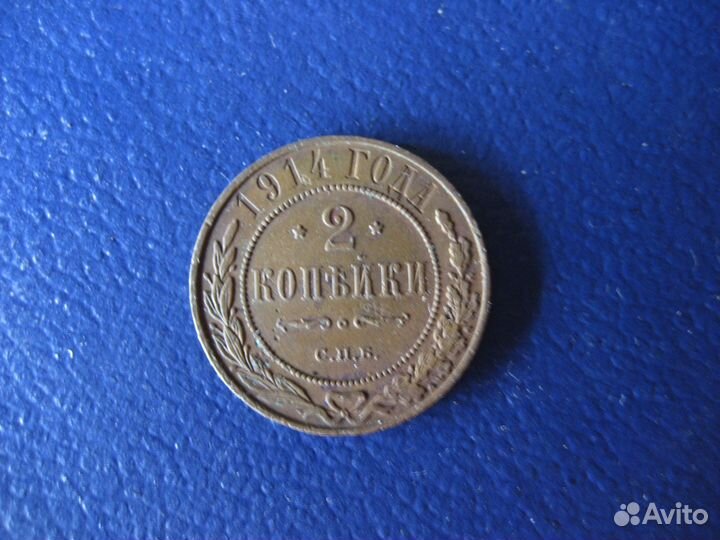 1914 ГОДА
* 2 *
КОПѢЙКИ
С.П.Б.
Avito